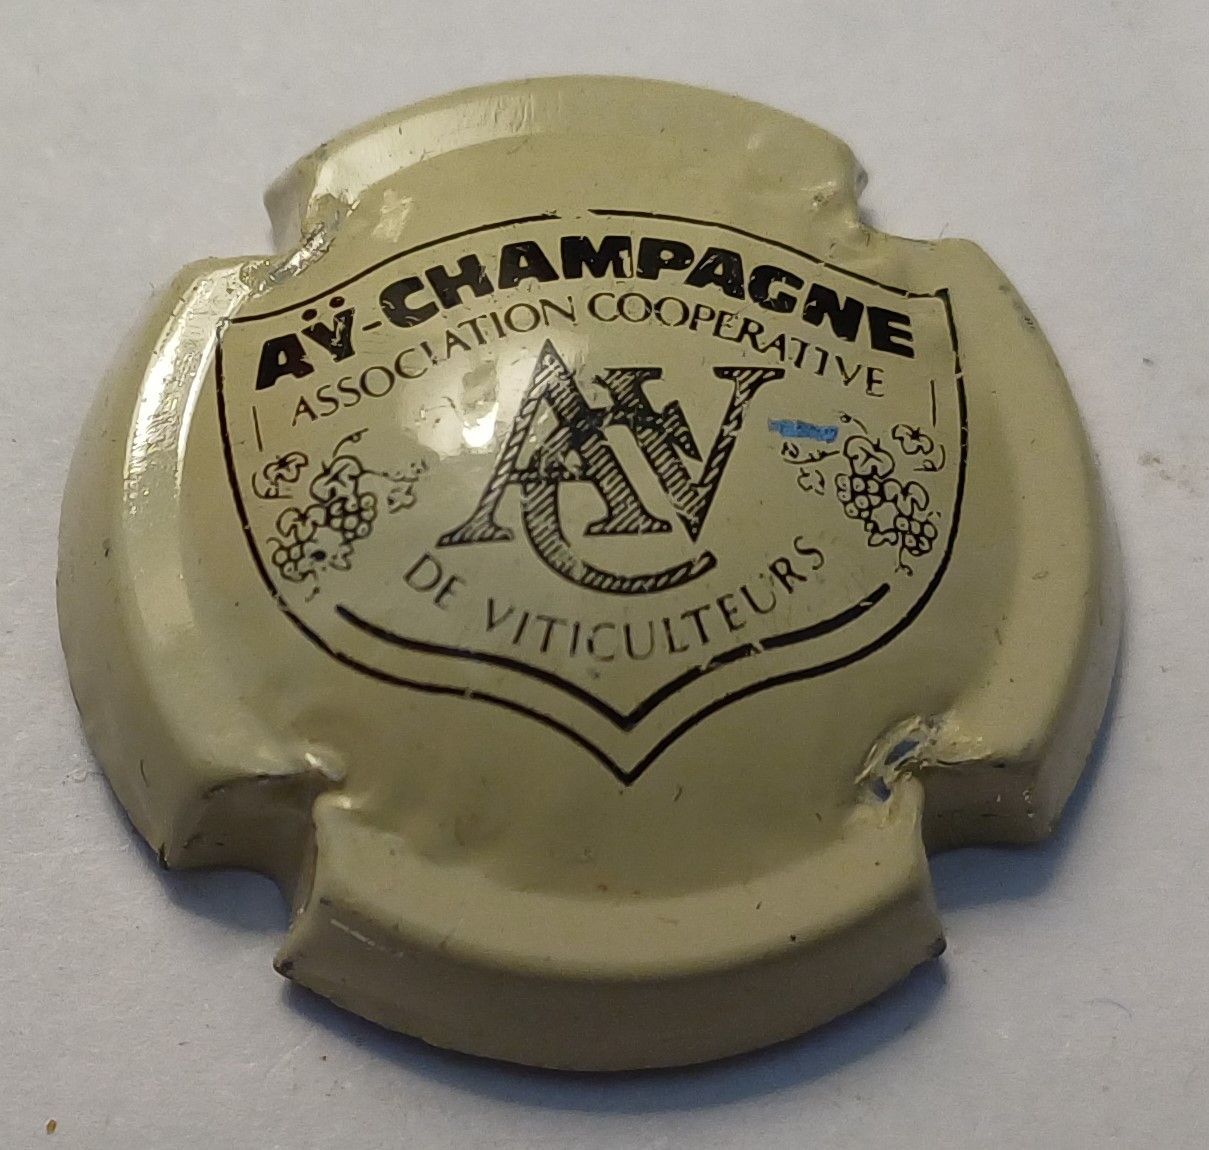 AŸ-CHAMPAGNE
ASSOCIATION COOPERATIVE
ACV
DE VITICULTEURS